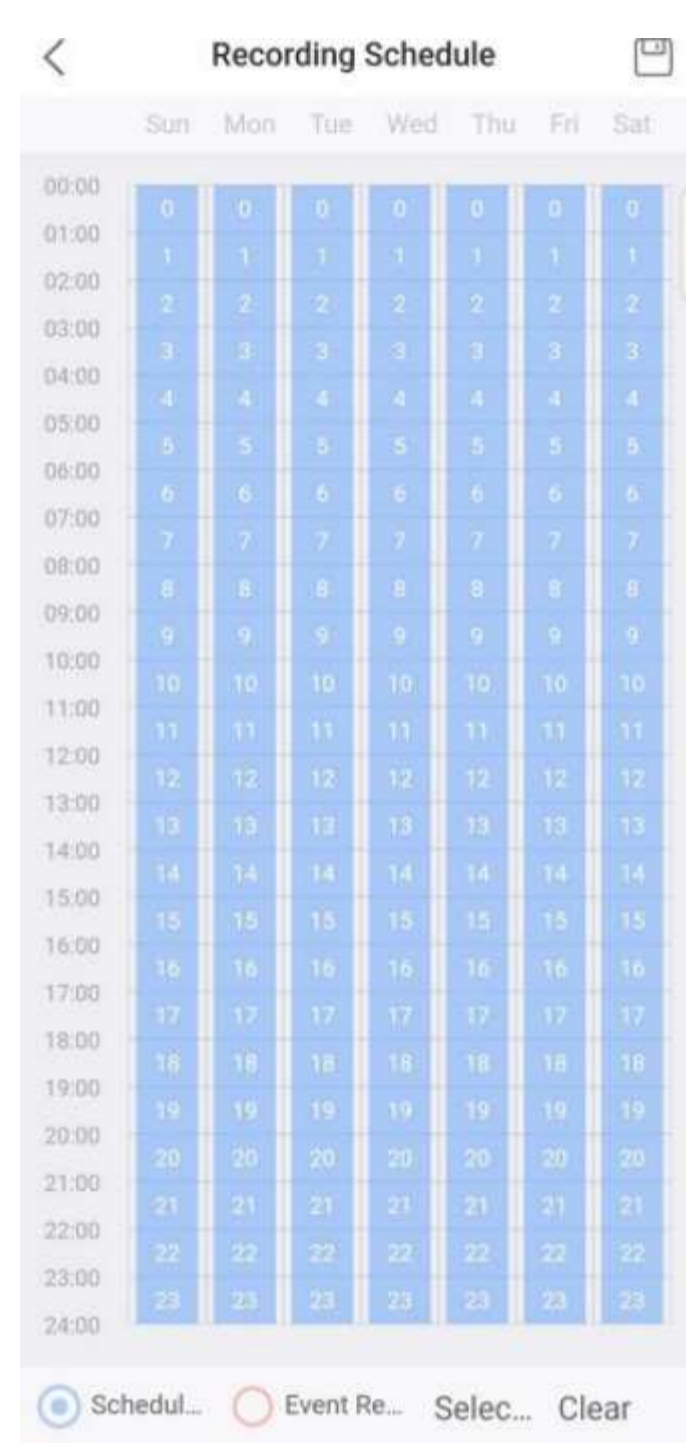 Recording Schedule
Sun Mon Tue Wed Thu Fri Sat
00:00
0 0 0 0 0 0 0
01:00
1 1 1 1 1 1 1
02:00
2 2 2 2 2 2 2
03:00
3 3 3 3 3 3 3
04:00
4 4 4 4 4 4 4
05:00
5 5 5 5 5 5 5
06:00
6 6 6 6 6 6 6
07:00
7 7 7 7 7 7 7
08:00
8 8 8 8 8 8 8
09:00
9 9 9 9 9 9 9
10:00
10 10 10 10 10 10 10
11:00
11 11 11 11 11 11 11
12:00
12 12 12 12 12 12 12
13:00
13 13 13 13 13 13 13
14:00
14 14 14 14 14 14 14
15:00
15 15 15 15 15 15 15
16:00
16 16 16 16 16 16 16
17:00
17 17 17 17 17 17 17
18:00
18 18 18 18 18 18 18
19:00
19 19 19 19 19 19 19
20:00
20 20 20 20 20 20 20
21:00
21 21 21 21 21 21 21
22:00
22 22 22 22 22 22 22
23:00
23 23 23 23 23 23 23
24:00
Schedul... Event Re... Selec... Clear